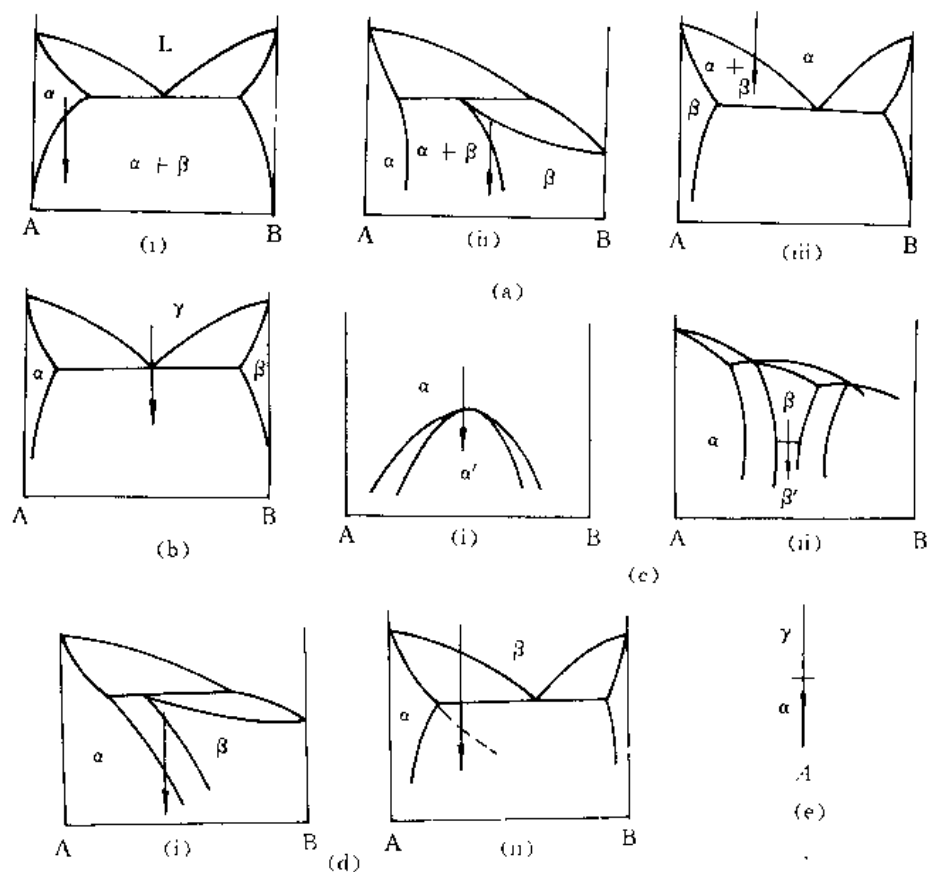 L
α
α + β
A
B
(i)
α
α + β
β
A
B
(ii)
α + β
α
β
A
B
(iii)
(a)
γ
α
β
A
B
(b)
α
α′
A
B
(i)
β
α
β′
A
B
(ii)
(c)
α
β
A
B
(i)
β
α
A
B
(ii)
(d)
γ
α
A
(e)